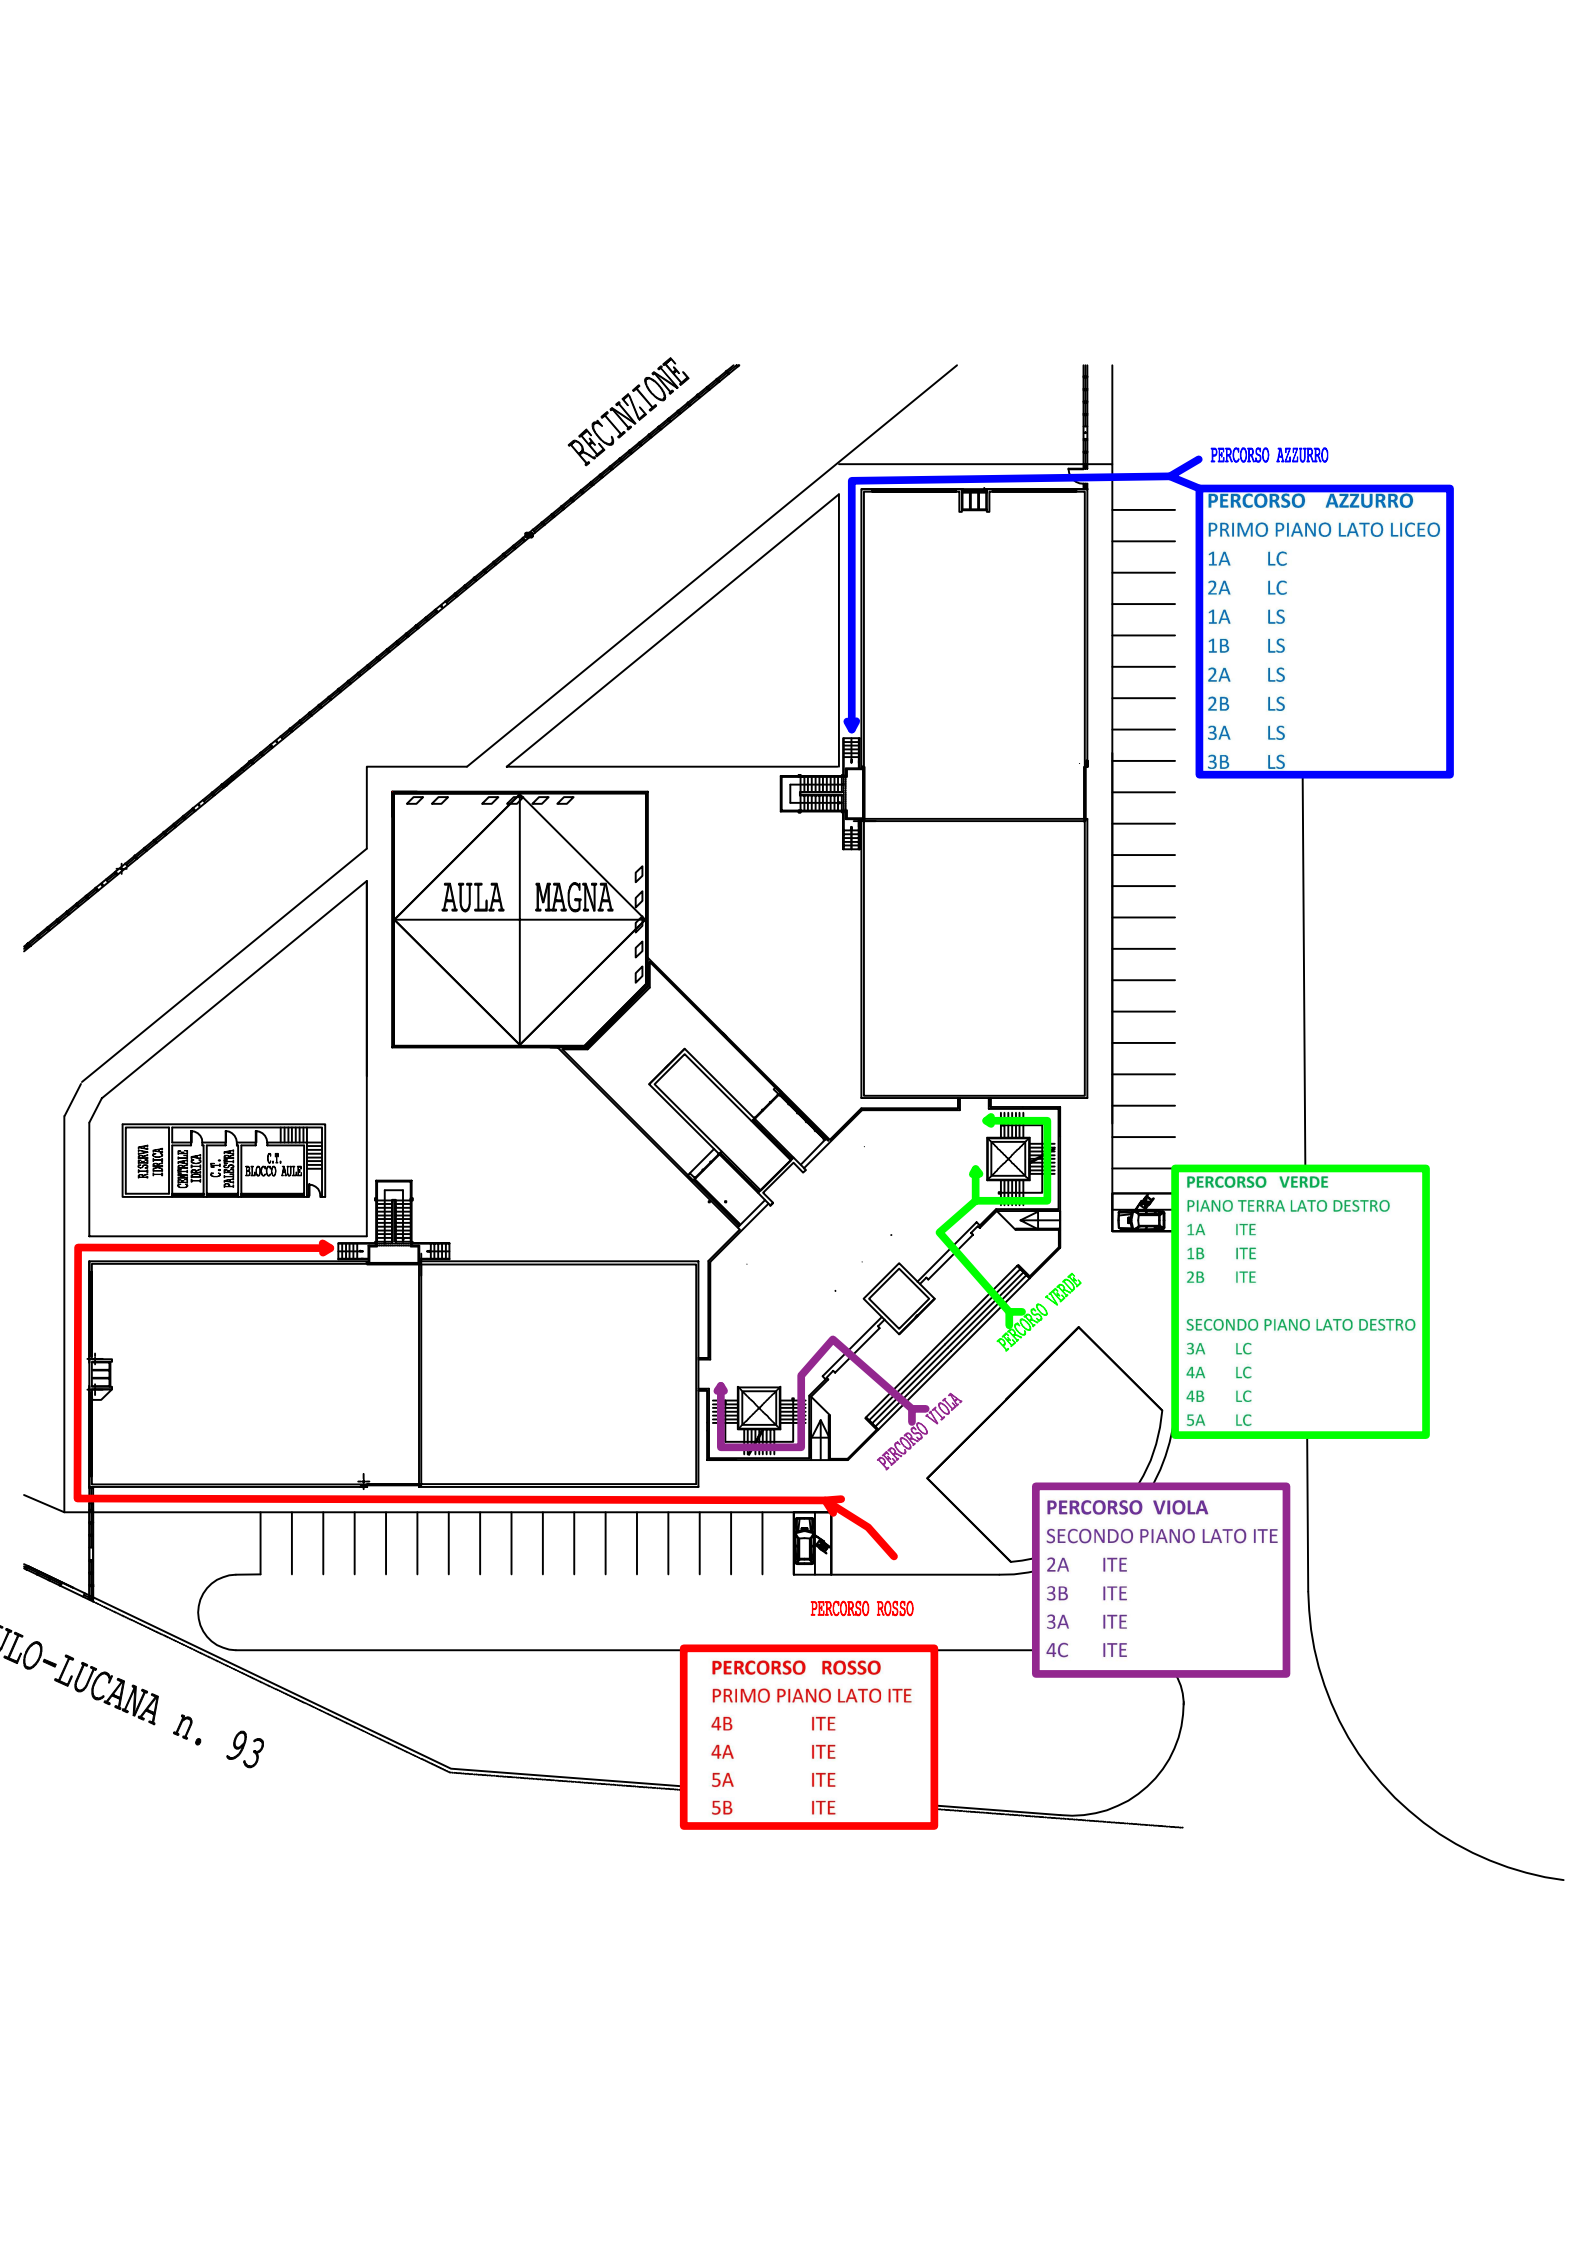 RECINZIONE
PERCORSO AZZURRO
PERCORSO AZZURRO
PRIMO PIANO LATO LICEO
1A LC
2A LC
1A LS
1B LS
2A LS
2B LS
3A LS
3B LS
AULA MAGNA
RISERVA
IDRICA
CENTRALE
IDRICA
C.T.
PALESTRA
C.T.
BLOCCO AULE
PERCORSO VERDE
PERCORSO VERDE
PIANO TERRA LATO DESTRO
1A ITE
1B ITE
2B ITE
SECONDO PIANO LATO DESTRO
3A LC
4A LC
4B LC
5A LC
PERCORSO VIOLA
PERCORSO VIOLA
SECONDO PIANO LATO ITE
2A ITE
3B ITE
3A ITE
4C ITE
PERCORSO ROSSO
PERCORSO ROSSO
PRIMO PIANO LATO ITE
4B ITE
4A ITE
5A ITE
5B ITE
ULO-LUCANA n. 93